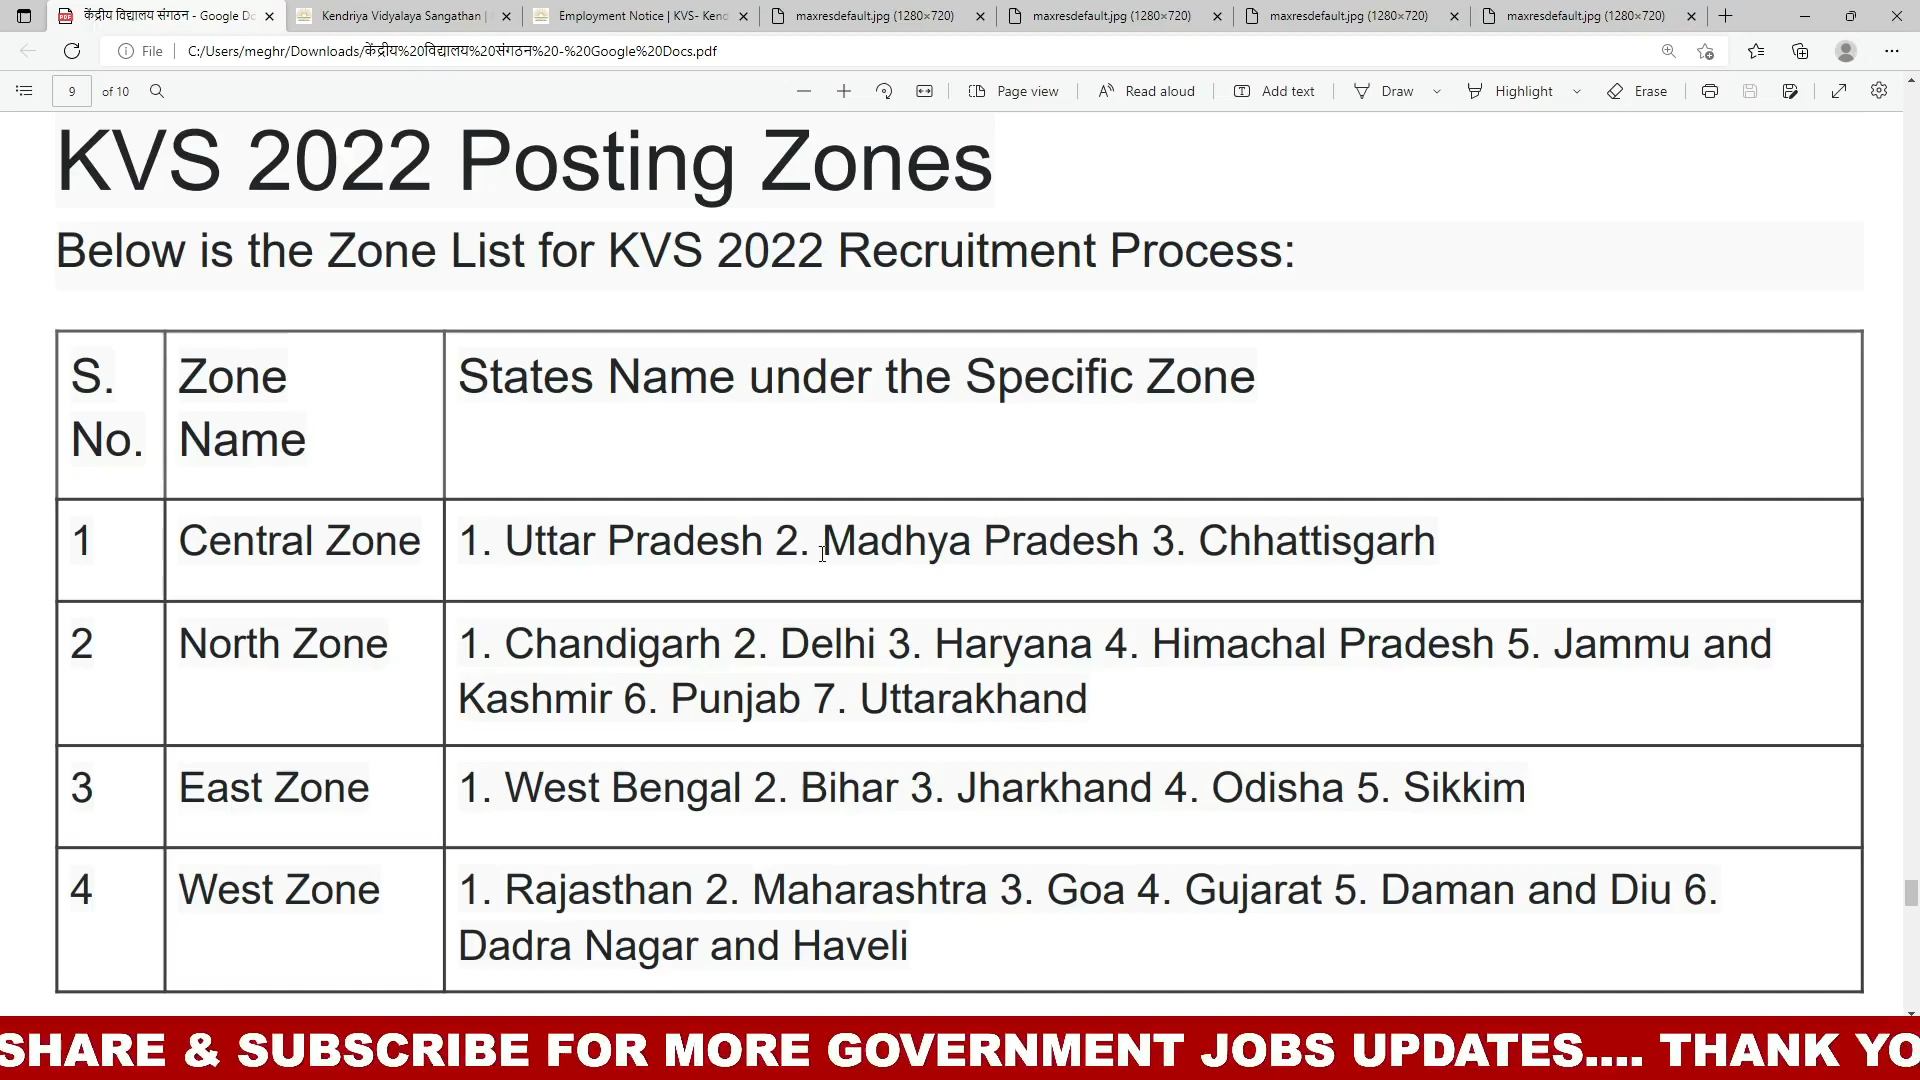 केंद्रीय विद्यालय संगठन - Google Do
Kendriya Vidyalaya Sangathan |
Employment Notice | KVS- Kend
maxresdefault.jpg (1280×720)
maxresdefault.jpg (1280×720)
maxresdefault.jpg (1280×720)
maxresdefault.jpg (1280×720)
File
C:/Users/meghr/Downloads/केंद्रीय%20विद्यालय%20संगठन%20-%20Google%20Docs.pdf
9 of 10
Page view
Read aloud
Add text
Draw
Highlight
Erase
KVS 2022 Posting Zones
Below is the Zone List for KVS 2022 Recruitment Process:
S. No.
Zone Name
States Name under the Specific Zone
1
Central Zone
1. Uttar Pradesh 2. Madhya Pradesh 3. Chhattisgarh
2
North Zone
1. Chandigarh 2. Delhi 3. Haryana 4. Himachal Pradesh 5. Jammu and
Kashmir 6. Punjab 7. Uttarakhand
3
East Zone
1. West Bengal 2. Bihar 3. Jharkhand 4. Odisha 5. Sikkim
4
West Zone
1. Rajasthan 2. Maharashtra 3. Goa 4. Gujarat 5. Daman and Diu 6.
Dadra Nagar and Haveli
SHARE & SUBSCRIBE FOR MORE GOVERNMENT JOBS UPDATES.... THANK YO